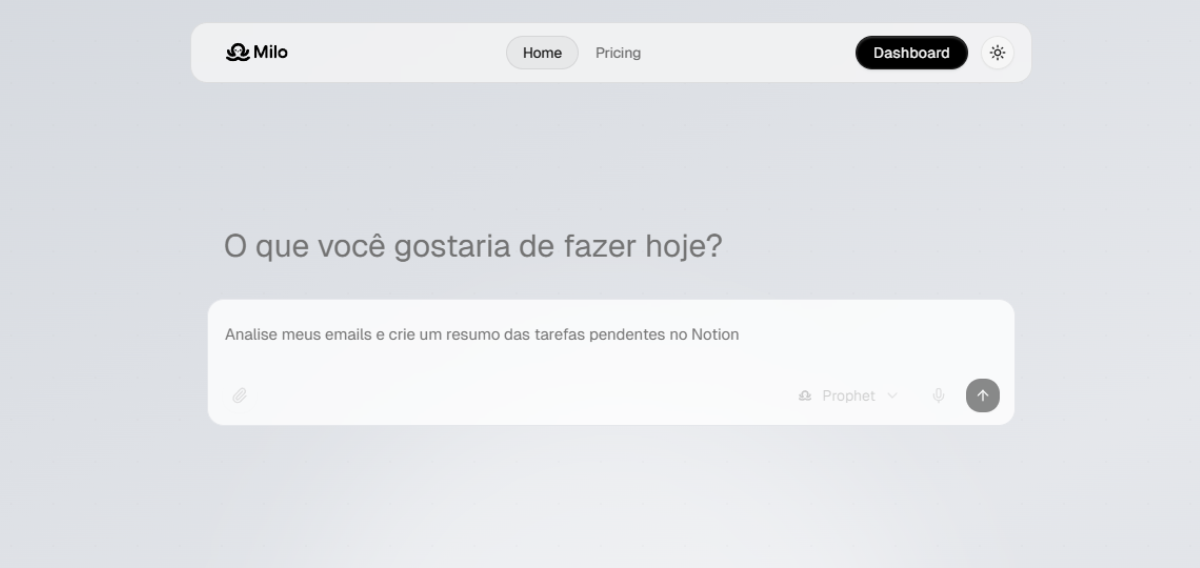 Milo
Home
Pricing
Dashboard
O que você gostaria de fazer hoje?
Analise meus emails e crie um resumo das tarefas pendentes no Notion
Prophet